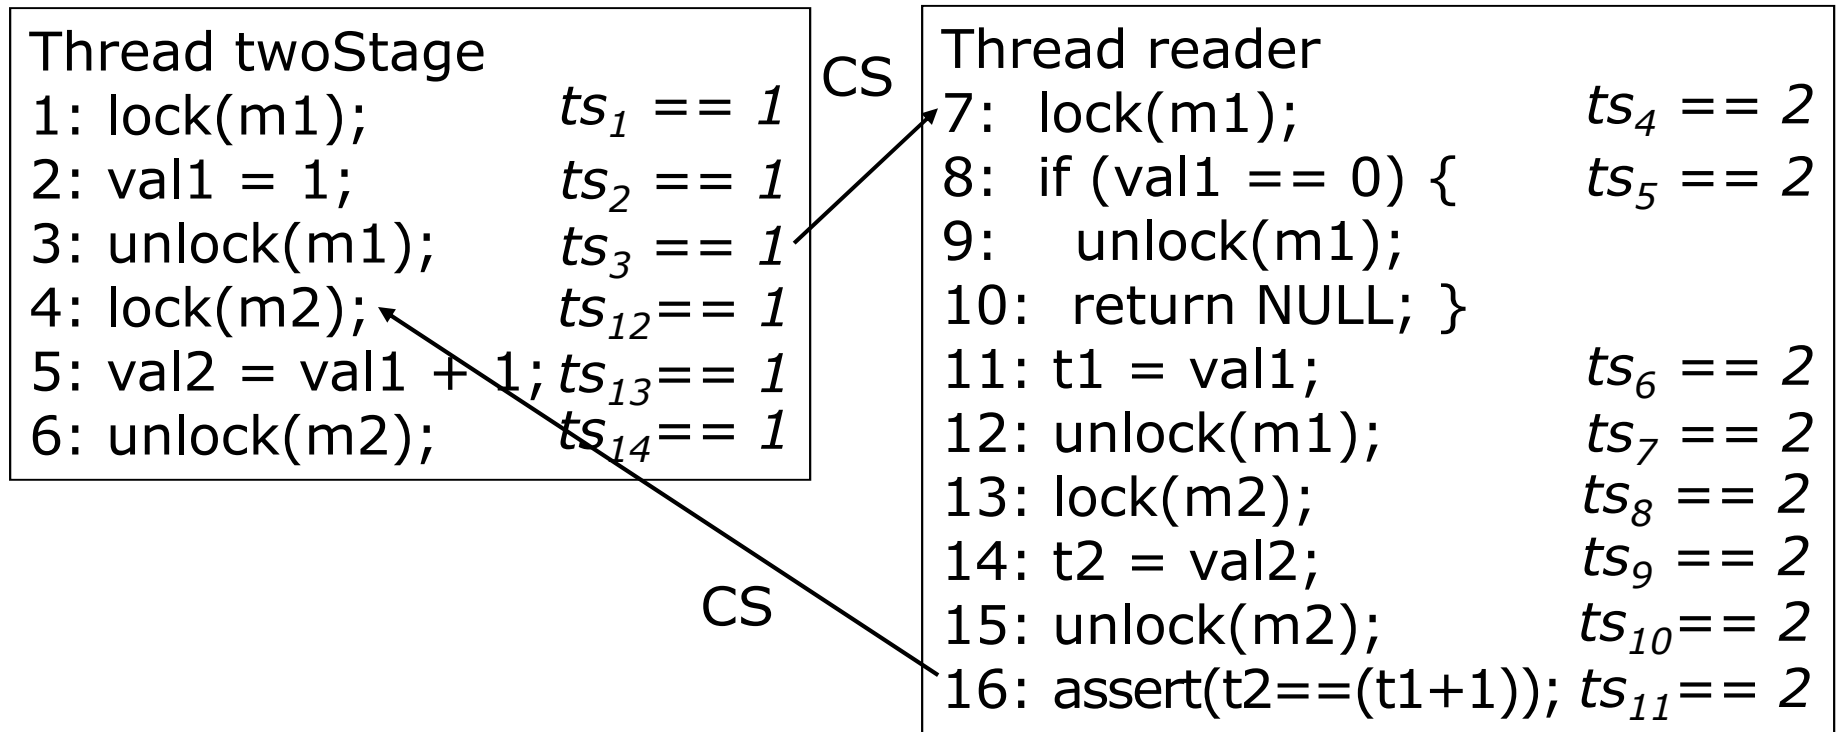 Thread twoStage
1: lock(m1); ts₁ == 1
2: val1 = 1; ts₂ == 1
3: unlock(m1); ts₃ == 1
4: lock(m2); ts₁₂== 1
5: val2 = val1 + 1; ts₁₃== 1
6: unlock(m2); ts₁₄== 1
CS
CS
Thread reader
7: lock(m1); ts₄ == 2
8: if (val1 == 0) { ts₅ == 2
9: unlock(m1);
10: return NULL; }
11: t1 = val1; ts₆ == 2
12: unlock(m1); ts₇ == 2
13: lock(m2); ts₈ == 2
14: t2 = val2; ts₉ == 2
15: unlock(m2); ts₁₀== 2
16: assert(t2==(t1+1)); ts₁₁== 2